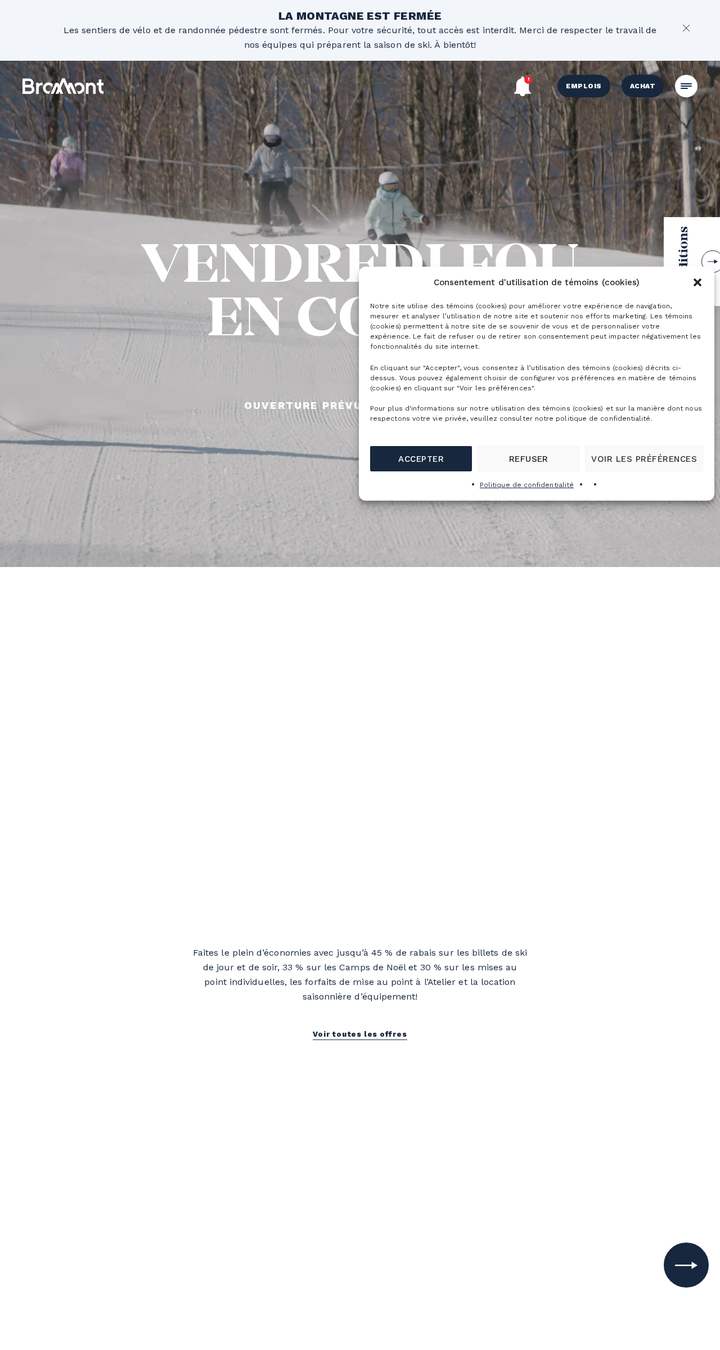 LA MONTAGNE EST FERMÉE
Les sentiers de vélo et de randonnée pédestre sont fermés. Pour votre sécurité, tout accès est interdit. Merci de respecter le travail de
nos équipes qui préparent la saison de ski. À bientôt!
Bromont
EMPLOIS
ACHAT
VENDREDI FOU
EN CO
OUVERTURE PRÉVU
Consentement d'utilisation de témoins (cookies)
Notre site utilise des témoins (cookies) pour améliorer votre expérience de navigation,
mesurer et analyser l'utilisation de notre site et soutenir nos efforts marketing. Les témoins
(cookies) permettent à notre site de se souvenir de vous et de personnaliser votre
expérience. Le fait de refuser ou de retirer son consentement peut impacter négativement les
fonctionnalités du site internet.
En cliquant sur "Accepter", vous consentez à l'utilisation des témoins (cookies) décrits ci-
dessus. Vous pouvez également choisir de configurer vos préférences en matière de témoins
(cookies) en cliquant sur "Voir les préférences".
Pour plus d'informations sur notre utilisation des témoins (cookies) et sur la manière dont nous
respectons votre vie privée, veuillez consulter notre politique de confidentialité.
ACCEPTER
REFUSER
VOIR LES PRÉFÉRENCES
Politique de confidentialité
Faites le plein d'économies avec jusqu'à 45 % de rabais sur les billets de ski
de jour et de soir, 33 % sur les Camps de Noël et 30 % sur les mises au
point individuelles, les forfaits de mise au point à l'Atelier et la location
saisonnière d'équipement!
Voir toutes les offres